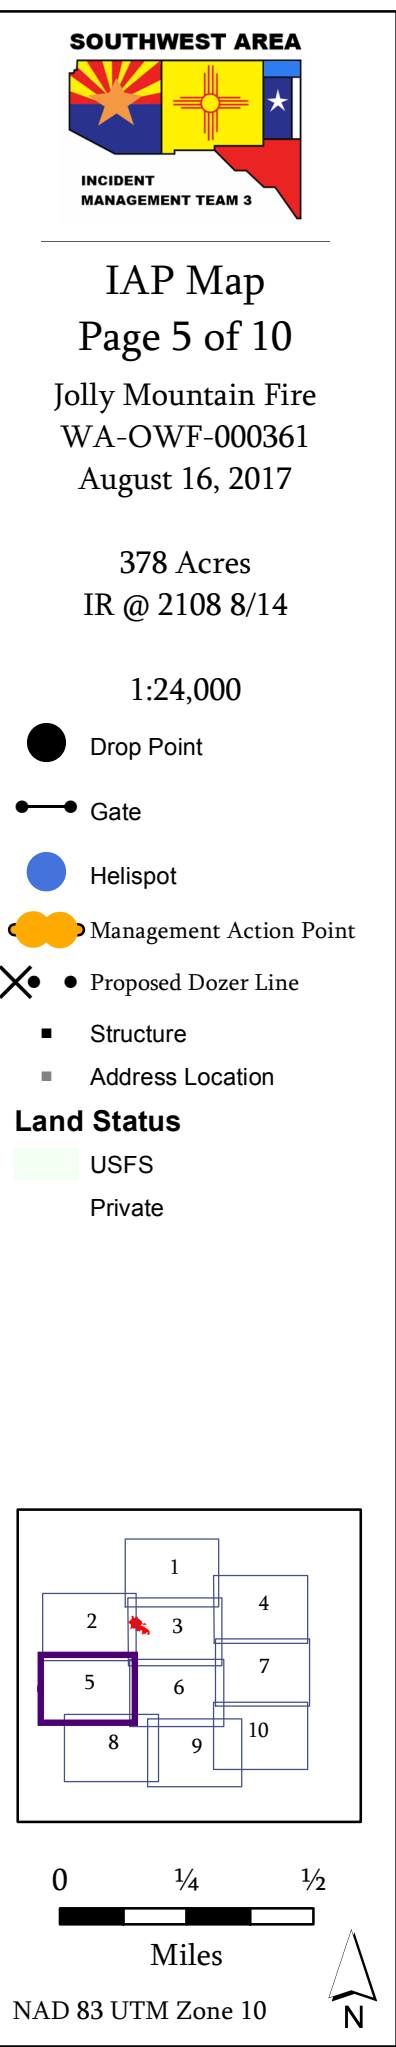 SOUTHWEST AREA
INCIDENT
MANAGEMENT TEAM 3
IAP Map
Page 5 of 10
Jolly Mountain Fire
WA-OWF-000361
August 16, 2017
378 Acres
IR @ 2108 8/14
1:24,000
Drop Point
Gate
Helispot
Management Action Point
Proposed Dozer Line
Structure
Address Location
Land Status
USFS
Private
1
4
2
3
7
5
6
10
8
9
0 ¼ ½
Miles
NAD 83 UTM Zone 10
N